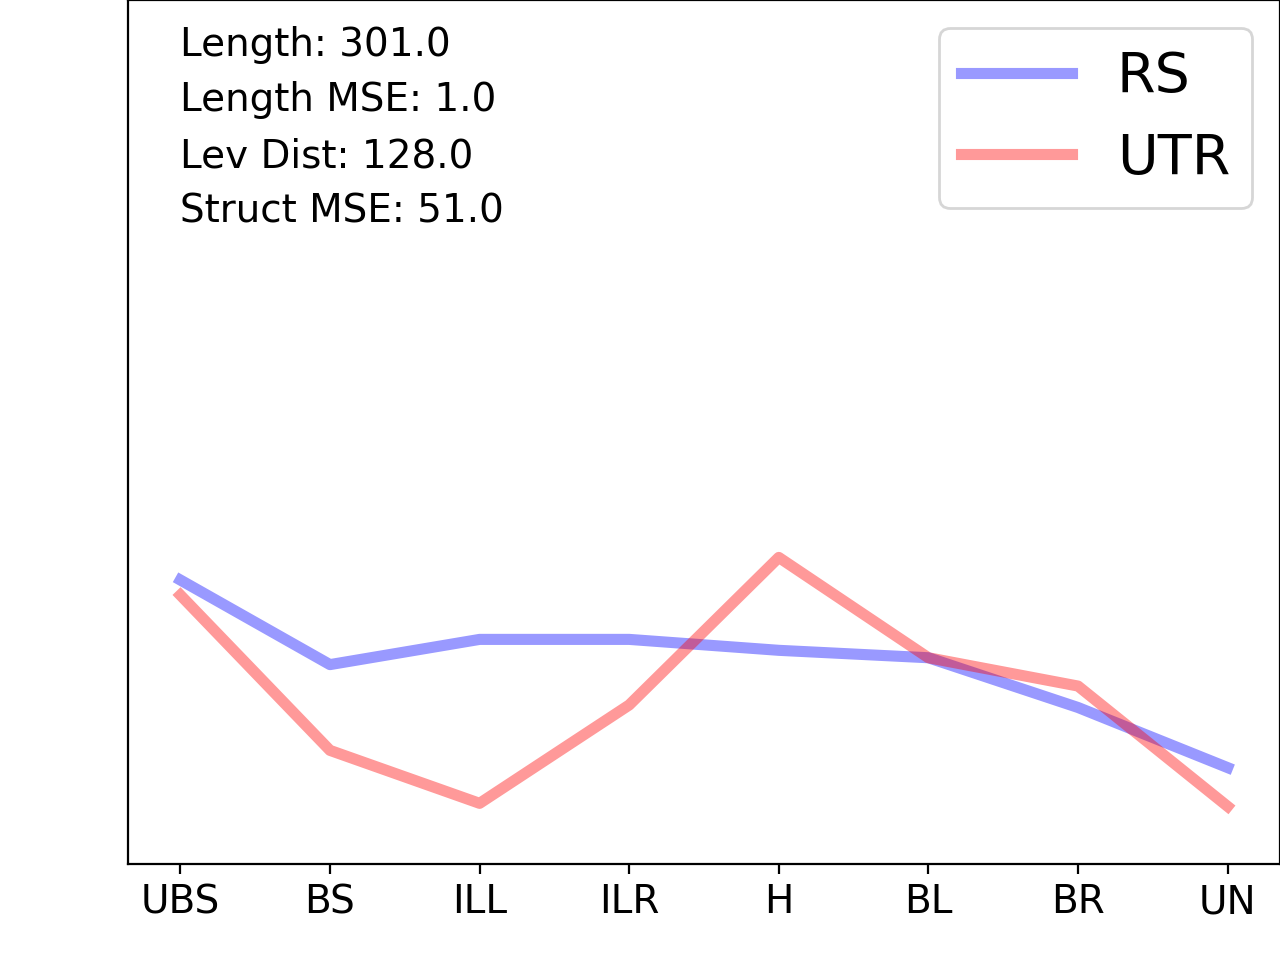 Length: 301.0
Length MSE: 1.0
Lev Dist: 128.0
Struct MSE: 51.0
RS
UTR
UBS BS ILL ILR H BL BR UN